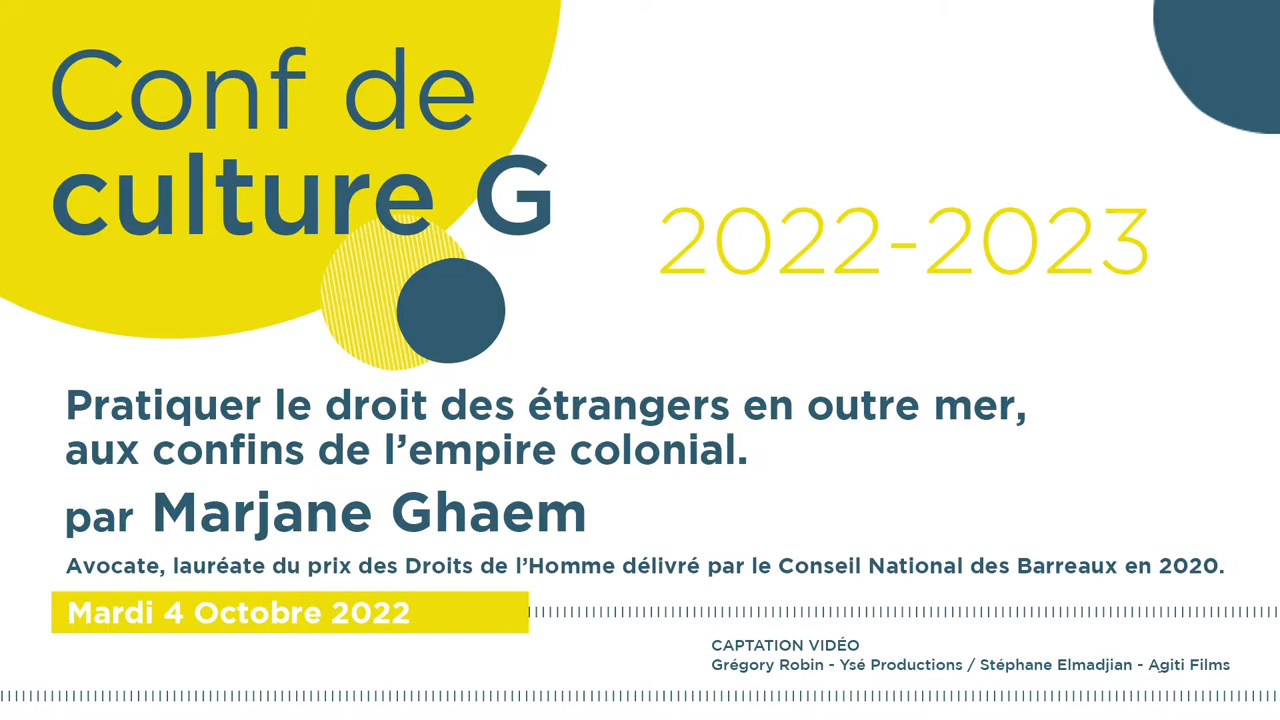 Conf de
culture G
2022-2023
Pratiquer le droit des étrangers en outre mer,
aux confins de l’empire colonial.
par Marjane Ghaem
Avocate, lauréate du prix des Droits de l’Homme délivré par le Conseil National des Barreaux en 2020.
Mardi 4 Octobre 2022
CAPTATION VIDÉO
Grégory Robin - Ysé Productions / Stéphane Elmadjian - Agiti Films